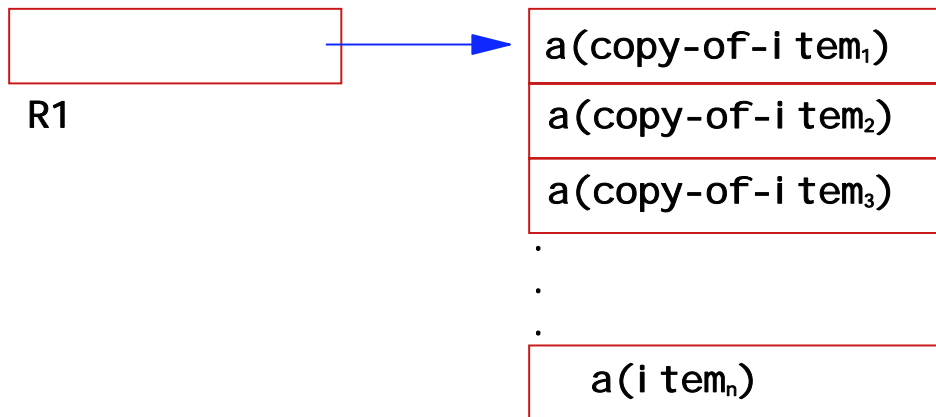 a(copy-of-item₁)
R1
a(copy-of-item₂)
a(copy-of-item₃)
.
.
.
a(itemₙ)